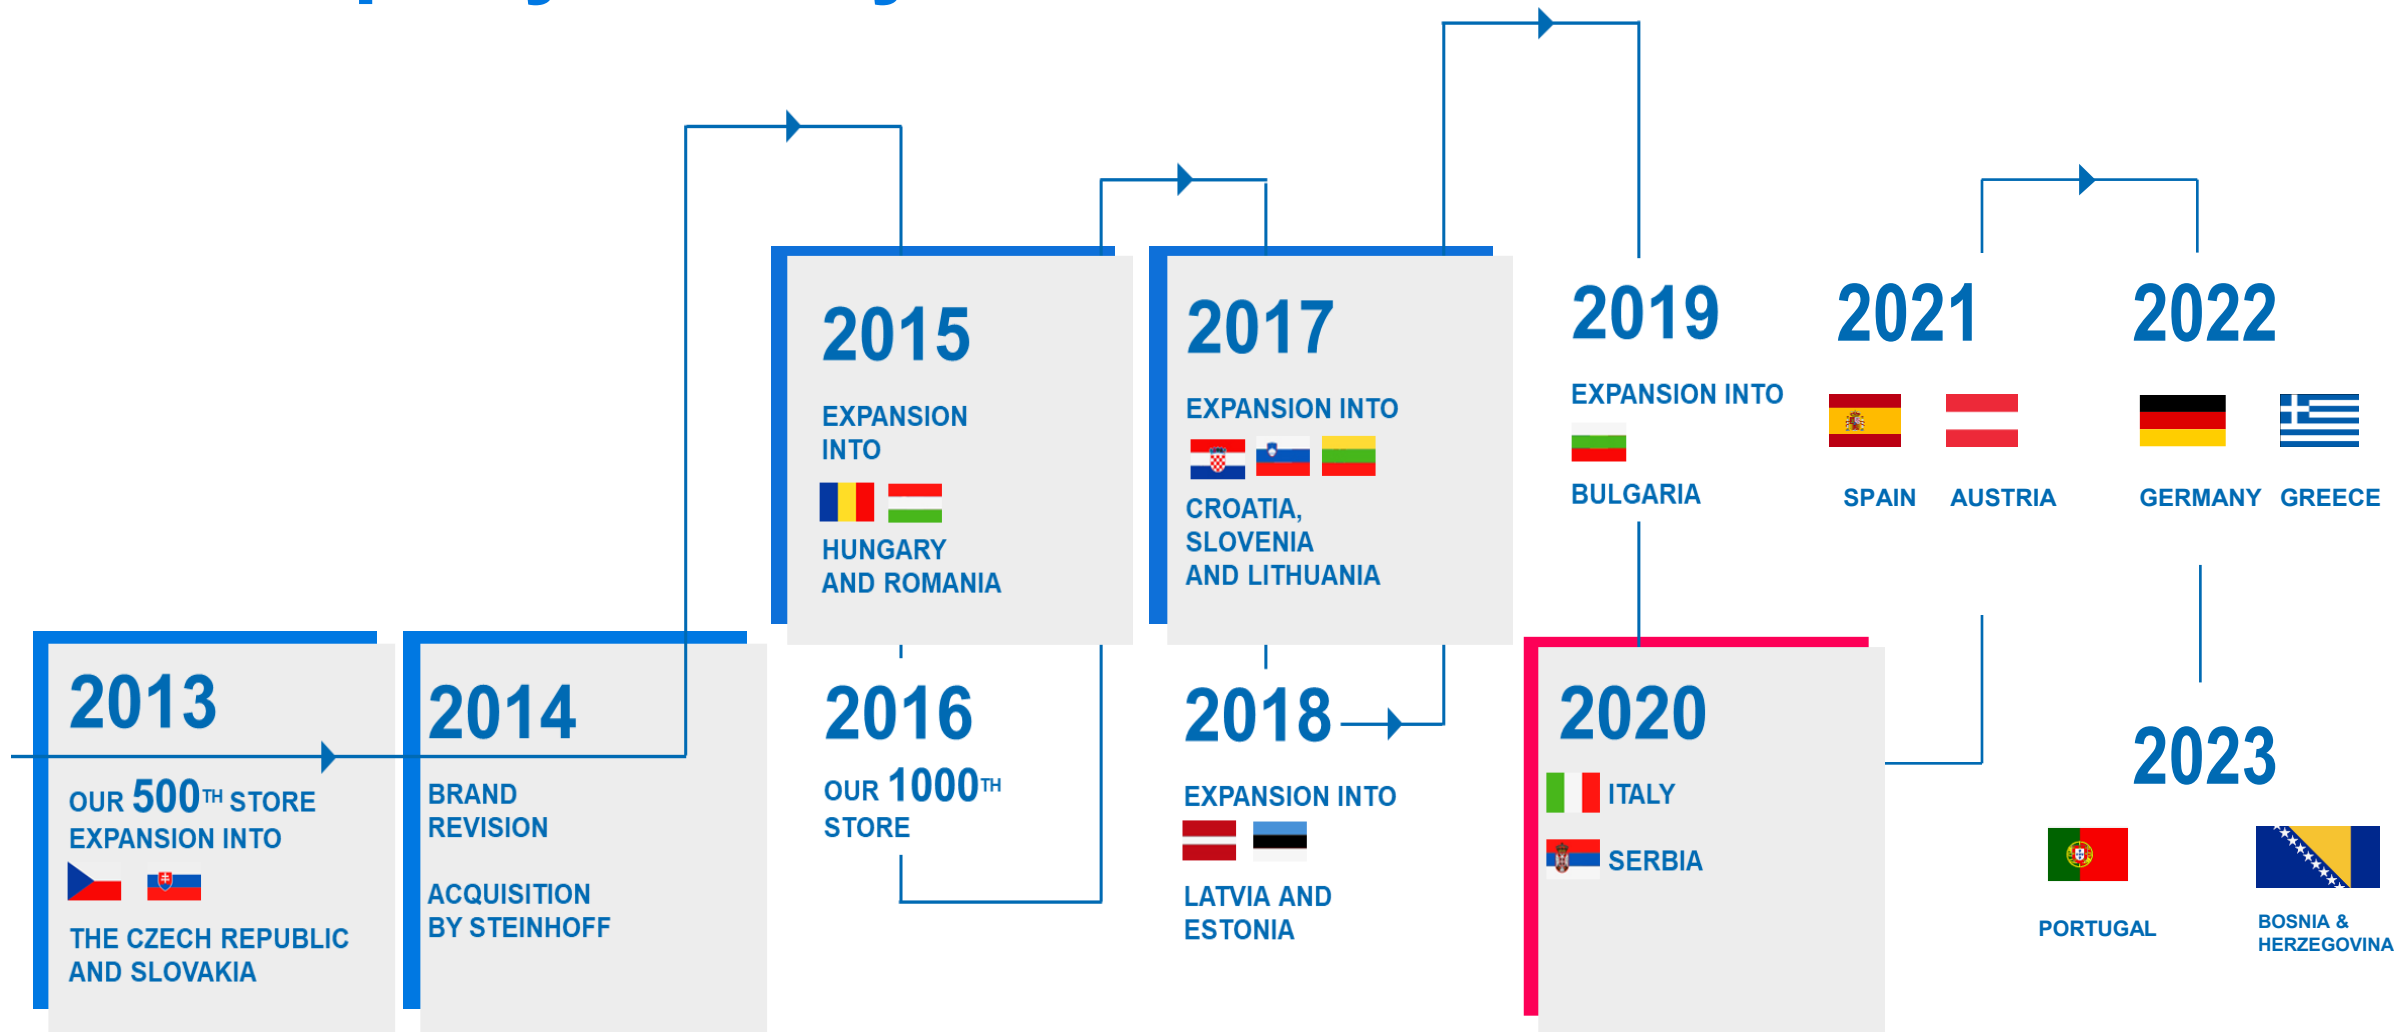 2013
OUR 500TH STORE
EXPANSION INTO
THE CZECH REPUBLIC
AND SLOVAKIA
2014
BRAND
REVISION
ACQUISITION
BY STEINHOFF
2015
EXPANSION
INTO
HUNGARY
AND ROMANIA
2016
OUR 1000TH
STORE
2017
EXPANSION INTO
CROATIA,
SLOVENIA
AND LITHUANIA
2018
EXPANSION INTO
LATVIA AND
ESTONIA
2019
EXPANSION INTO
BULGARIA
2020
ITALY
SERBIA
2021
SPAIN AUSTRIA
2022
GERMANY GREECE
2023
PORTUGAL
BOSNIA &
HERZEGOVINA